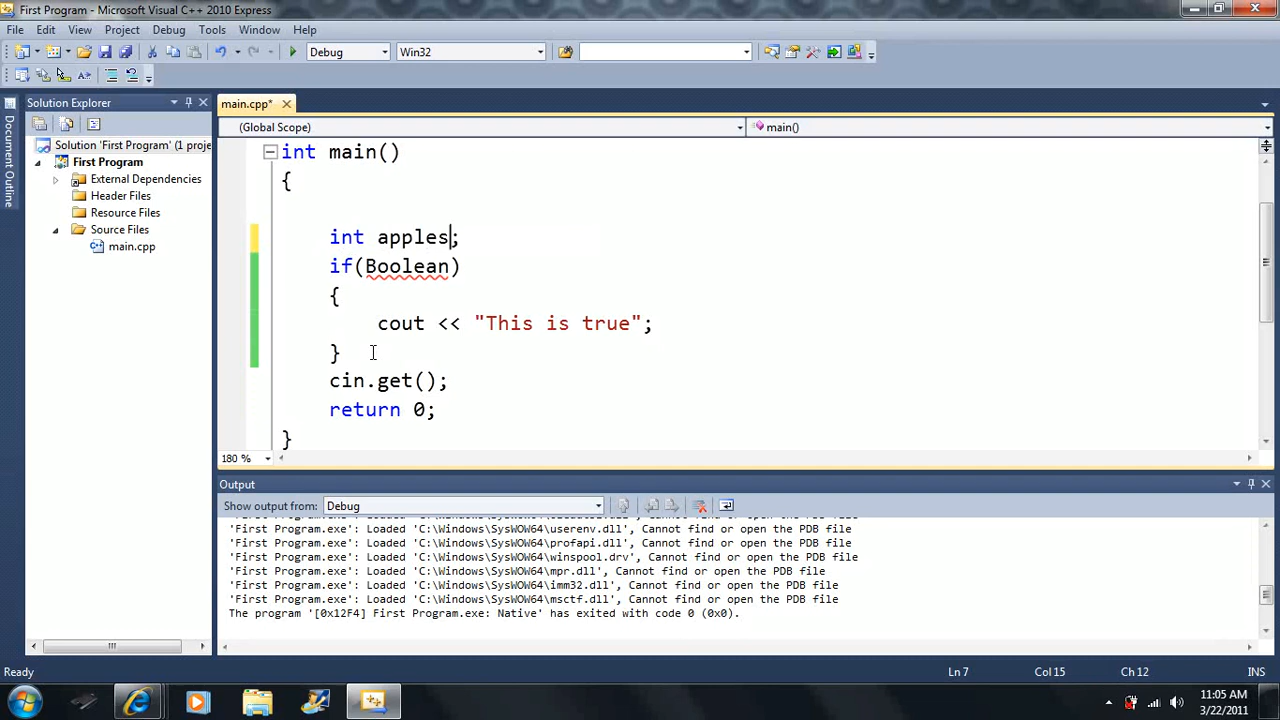 First Program - Microsoft Visual C++ 2010 Express
File Edit View Project Debug Tools Window Help
Debug Win32
Solution Explorer
main.cpp*
Document Outline
(Global Scope) main()
Solution 'First Program' (1 proje
First Program
External Dependencies
Header Files
Resource Files
Source Files
main.cpp
int main()
{
int apples;
if(Boolean)
{
cout << "This is true";
}
cin.get();
return 0;
}
180 %
Output
Show output from: Debug
'First Program.exe': Loaded 'C:\Windows\SysWOW64\userenv.dll', Cannot find or open the PDB file
'First Program.exe': Loaded 'C:\Windows\SysWOW64\profapi.dll', Cannot find or open the PDB file
'First Program.exe': Loaded 'C:\Windows\SysWOW64\winspool.drv', Cannot find or open the PDB file
'First Program.exe': Loaded 'C:\Windows\SysWOW64\mpr.dll', Cannot find or open the PDB file
'First Program.exe': Loaded 'C:\Windows\SysWOW64\imm32.dll', Cannot find or open the PDB file
'First Program.exe': Loaded 'C:\Windows\SysWOW64\msctf.dll', Cannot find or open the PDB file
The program '[0x12F4] First Program.exe: Native' has exited with code 0 (0x0).
Ready Ln 7 Col 15 Ch 12 INS
11:05 AM
3/22/2011